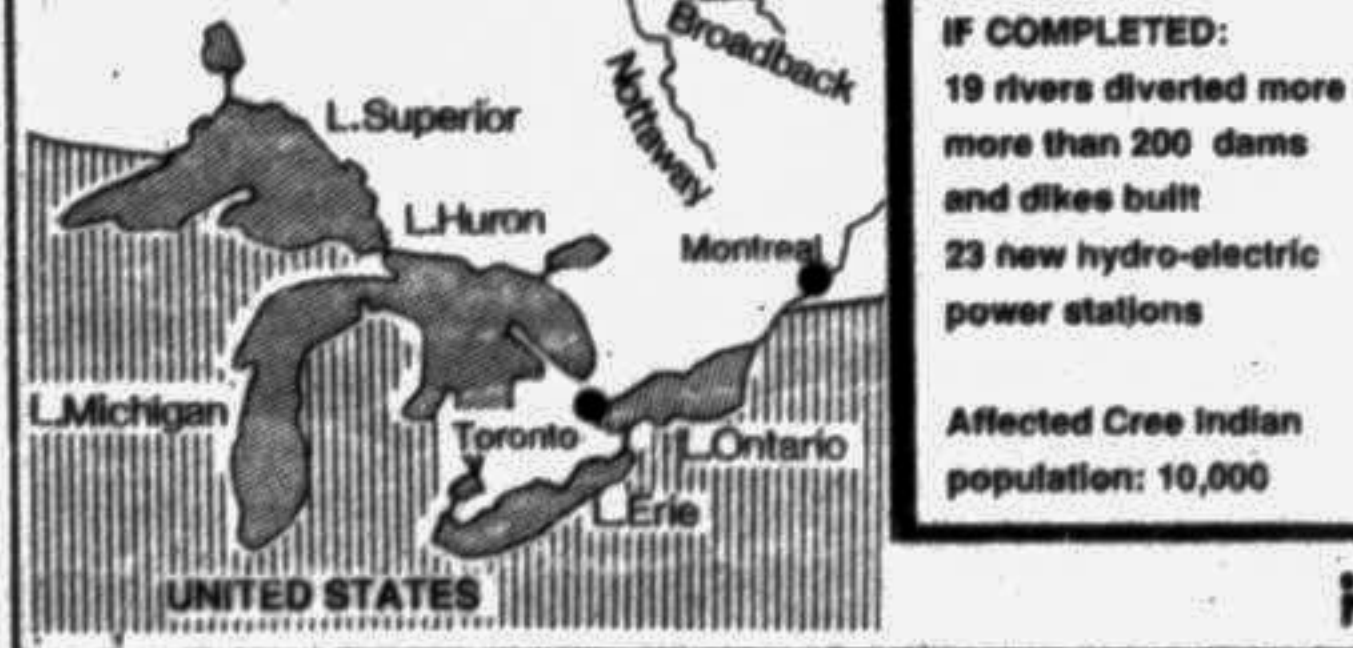 Broadback
Nottaway
L.Superior
L.Huron
Montreal
L.Michigan
Toronto
L.Ontario
L.Erie
UNITED STATES
IF COMPLETED:
19 rivers diverted more
more than 200 dams
and dikes built
23 new hydro-electric
power stations
Affected Cree Indian
population: 10,000